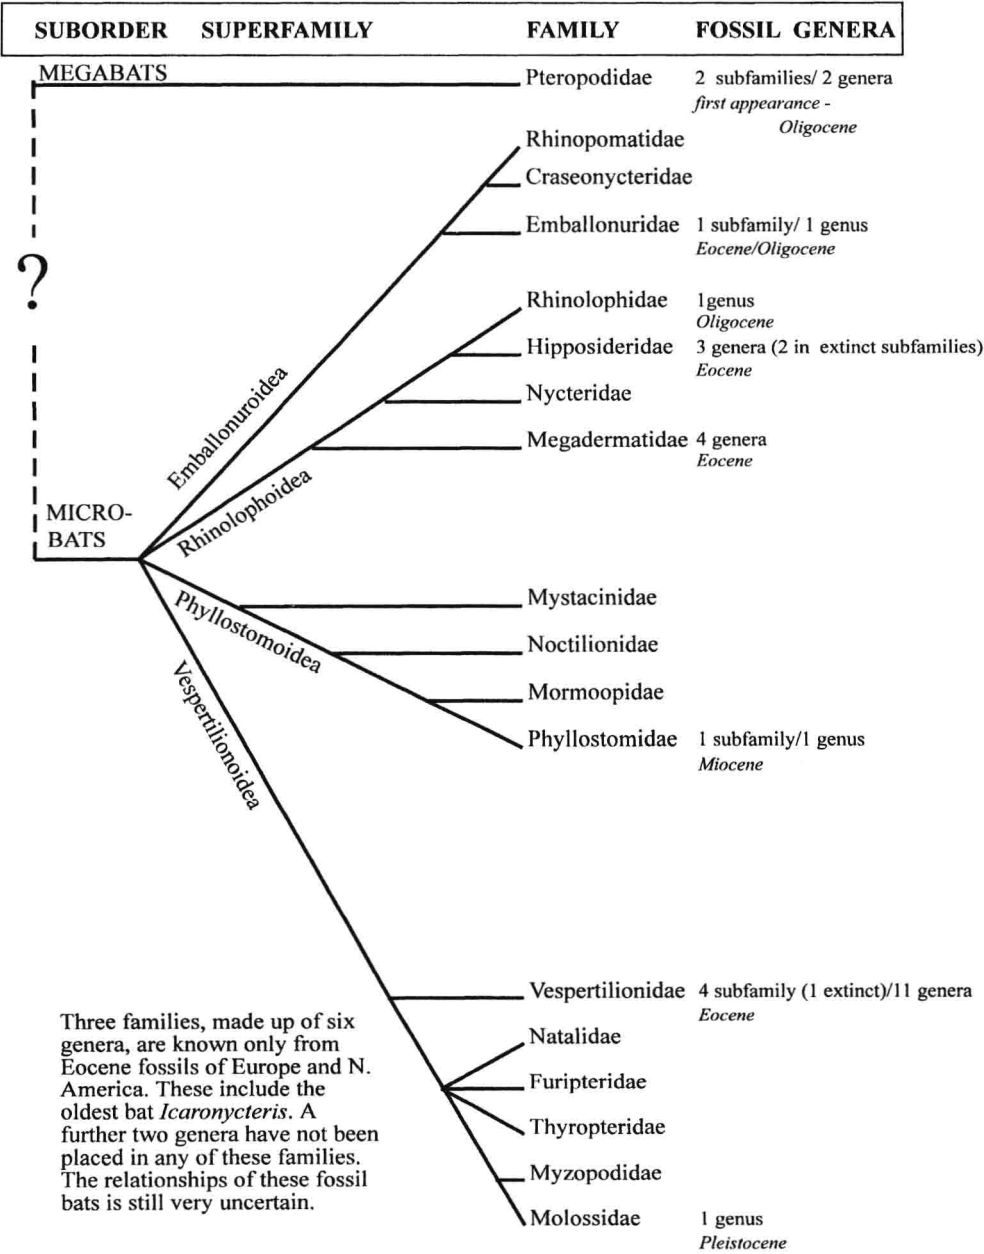 SUBORDER SUPERFAMILY FAMILY FOSSIL GENERA
MEGABATS
Pteropodidae 2 subfamilies/ 2 genera
first appearance -
Oligocene
Rhinopomatidae
Craseonycteridae
Emballonuridae 1 subfamily/ 1 genus
Eocene/Oligocene
?
Rhinolophidae 1genus
Oligocene
Hipposideridae 3 genera (2 in extinct subfamilies)
Eocene
Nycteridae
Megadermatidae 4 genera
Eocene
Emballonuroidea
Rhinolophoidea
MICRO-
BATS
Phyllostomoidea
Vespertilionoidea
Mystacinidae
Noctilionidae
Mormoopidae
Phyllostomidae 1 subfamily/1 genus
Miocene
Vespertilionidae 4 subfamily (1 extinct)/11 genera
Eocene
Natalidae
Furipteridae
Thyropteridae
Myzopodidae
Molossidae 1 genus
Pleistocene
Three families, made up of six
genera, are known only from
Eocene fossils of Europe and N.
America. These include the
oldest bat Icaronycteris. A
further two genera have not been
placed in any of these families.
The relationships of these fossil
bats is still very uncertain.